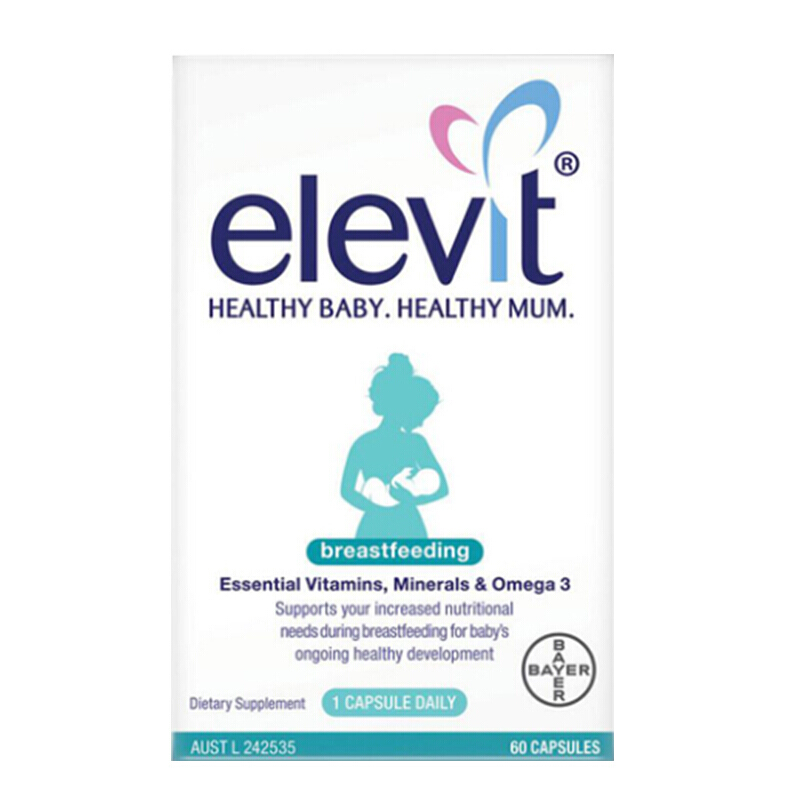 elevit®
HEALTHY BABY. HEALTHY MUM.
breastfeeding
Essential Vitamins, Minerals & Omega 3
Supports your increased nutritional
needs during breastfeeding for baby's
ongoing healthy development
BAYER
BAYER
Dietary Supplement
1 CAPSULE DAILY
AUST L 242535
60 CAPSULES